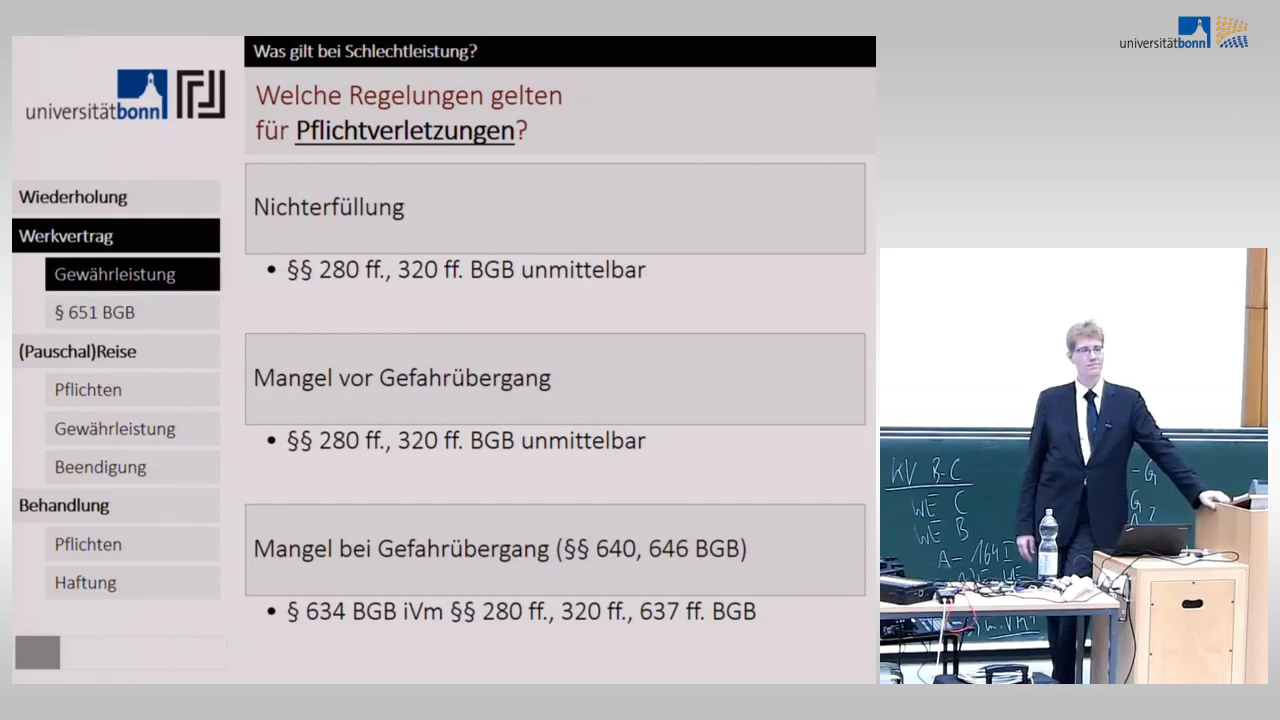 universitätbonn
Was gilt bei Schlechtleistung?
universitätbonn
Welche Regelungen gelten
für Pflichtverletzungen?
Wiederholung
Werkvertrag
Gewährleistung
§ 651 BGB
(Pauschal)Reise
Pflichten
Gewährleistung
Beendigung
Behandlung
Pflichten
Haftung
Nichterfüllung
• §§ 280 ff., 320 ff. BGB unmittelbar
Mangel vor Gefahrübergang
• §§ 280 ff., 320 ff. BGB unmittelbar
Mangel bei Gefahrübergang (§§ 640, 646 BGB)
• § 634 BGB iVm §§ 280 ff., 320 ff., 637 ff. BGB
KV B-C
WE C
WE B
A- 164 I